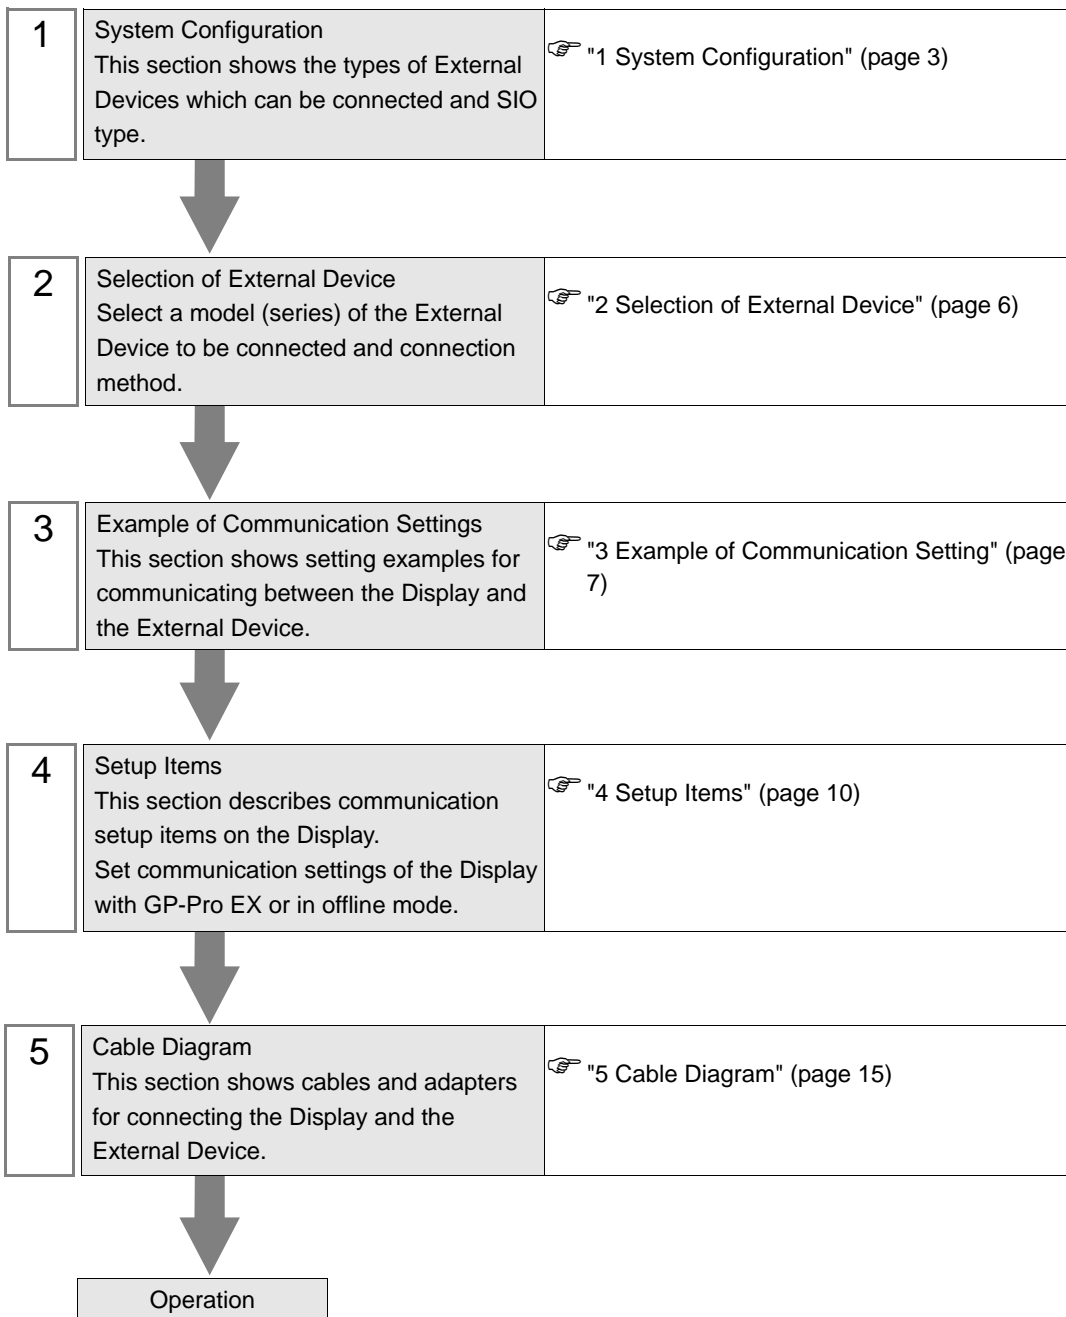 1
System Configuration
This section shows the types of External
Devices which can be connected and SIO
type.
"1 System Configuration" (page 3)
2
Selection of External Device
Select a model (series) of the External
Device to be connected and connection
method.
"2 Selection of External Device" (page 6)
3
Example of Communication Settings
This section shows setting examples for
communicating between the Display and
the External Device.
"3 Example of Communication Setting" (page
7)
4
Setup Items
This section describes communication
setup items on the Display.
Set communication settings of the Display
with GP-Pro EX or in offline mode.
"4 Setup Items" (page 10)
5
Cable Diagram
This section shows cables and adapters
for connecting the Display and the
External Device.
"5 Cable Diagram" (page 15)
Operation